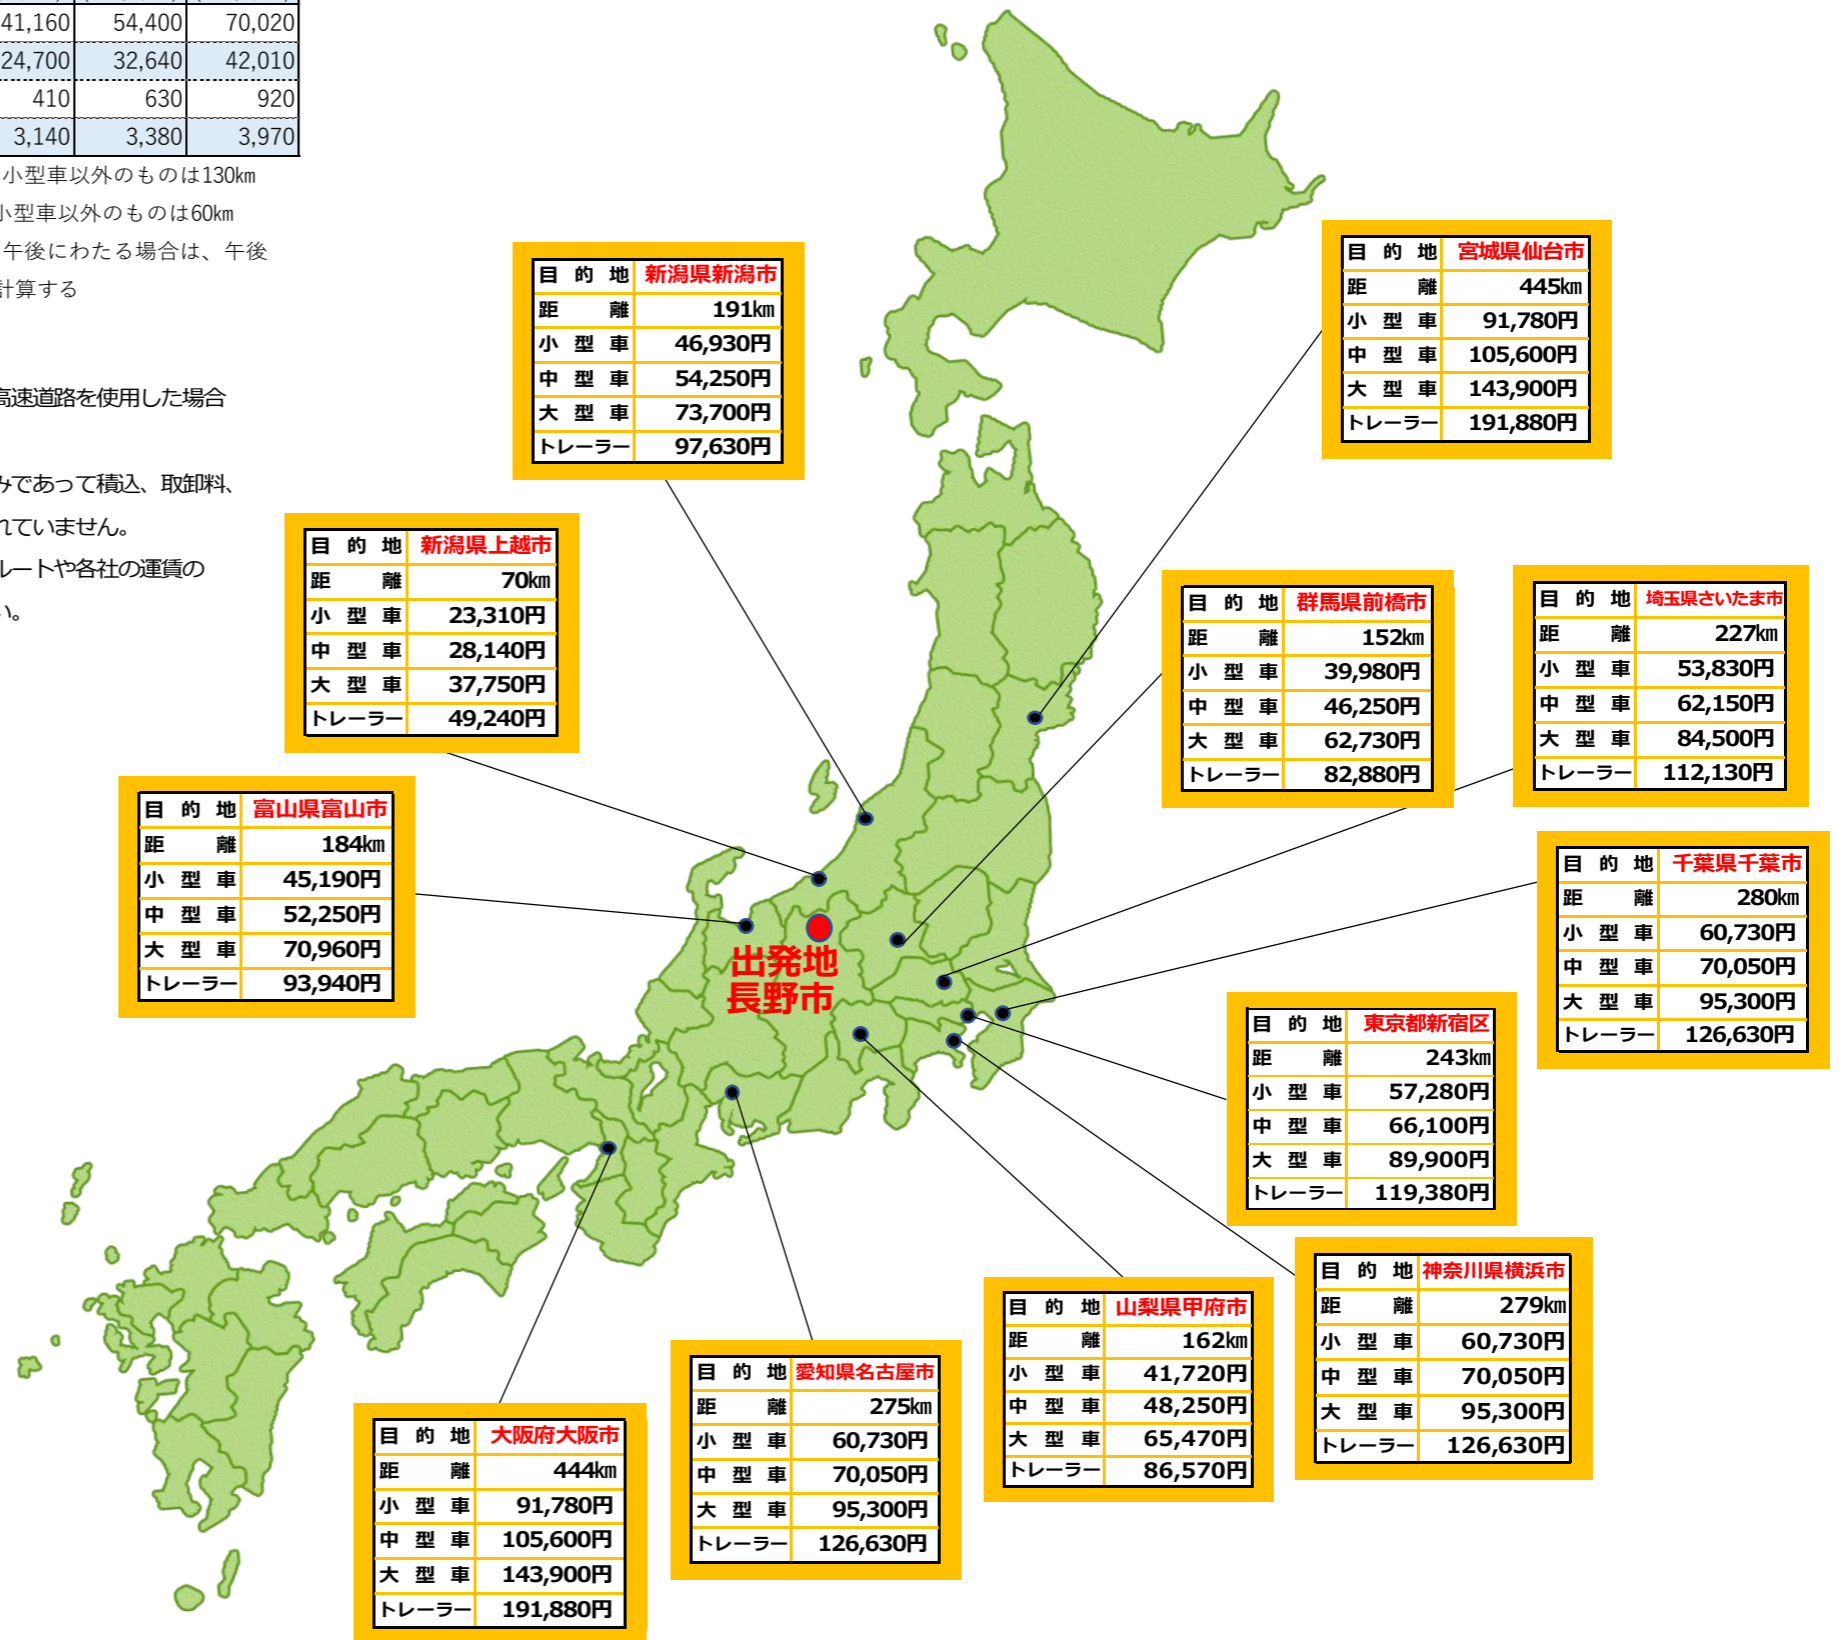 41,160 54,400 70,020
24,700 32,640 42,010
410 630 920
3,140 3,380 3,970
小型車以外のものは130㎞
小型車以外のものは60㎞
午後にわたる場合は、午後
計算する
高速道路を使用した場合
みであって積込、取卸料、
れていません。
ルートや各社の運賃の
い。
目的地 新潟県新潟市
距離 191㎞
小型車 46,930円
中型車 54,250円
大型車 73,700円
トレーラー 97,630円
目的地 宮城県仙台市
距離 445㎞
小型車 91,780円
中型車 105,600円
大型車 143,900円
トレーラー 191,880円
目的地 新潟県上越市
距離 70㎞
小型車 23,310円
中型車 28,140円
大型車 37,750円
トレーラー 49,240円
目的地 群馬県前橋市
距離 152㎞
小型車 39,980円
中型車 46,250円
大型車 62,730円
トレーラー 82,880円
目的地 埼玉県さいたま市
距離 227㎞
小型車 53,830円
中型車 62,150円
大型車 84,500円
トレーラー 112,130円
目的地 富山県富山市
距離 184㎞
小型車 45,190円
中型車 52,250円
大型車 70,960円
トレーラー 93,940円
目的地 千葉県千葉市
距離 280㎞
小型車 60,730円
中型車 70,050円
大型車 95,300円
トレーラー 126,630円
出発地
長野市
目的地 東京都新宿区
距離 243㎞
小型車 57,280円
中型車 66,100円
大型車 89,900円
トレーラー 119,380円
目的地 神奈川県横浜市
距離 279㎞
小型車 60,730円
中型車 70,050円
大型車 95,300円
トレーラー 126,630円
目的地 山梨県甲府市
距離 162㎞
小型車 41,720円
中型車 48,250円
大型車 65,470円
トレーラー 86,570円
目的地 愛知県名古屋市
距離 275㎞
小型車 60,730円
中型車 70,050円
大型車 95,300円
トレーラー 126,630円
目的地 大阪府大阪市
距離 444㎞
小型車 91,780円
中型車 105,600円
大型車 143,900円
トレーラー 191,880円